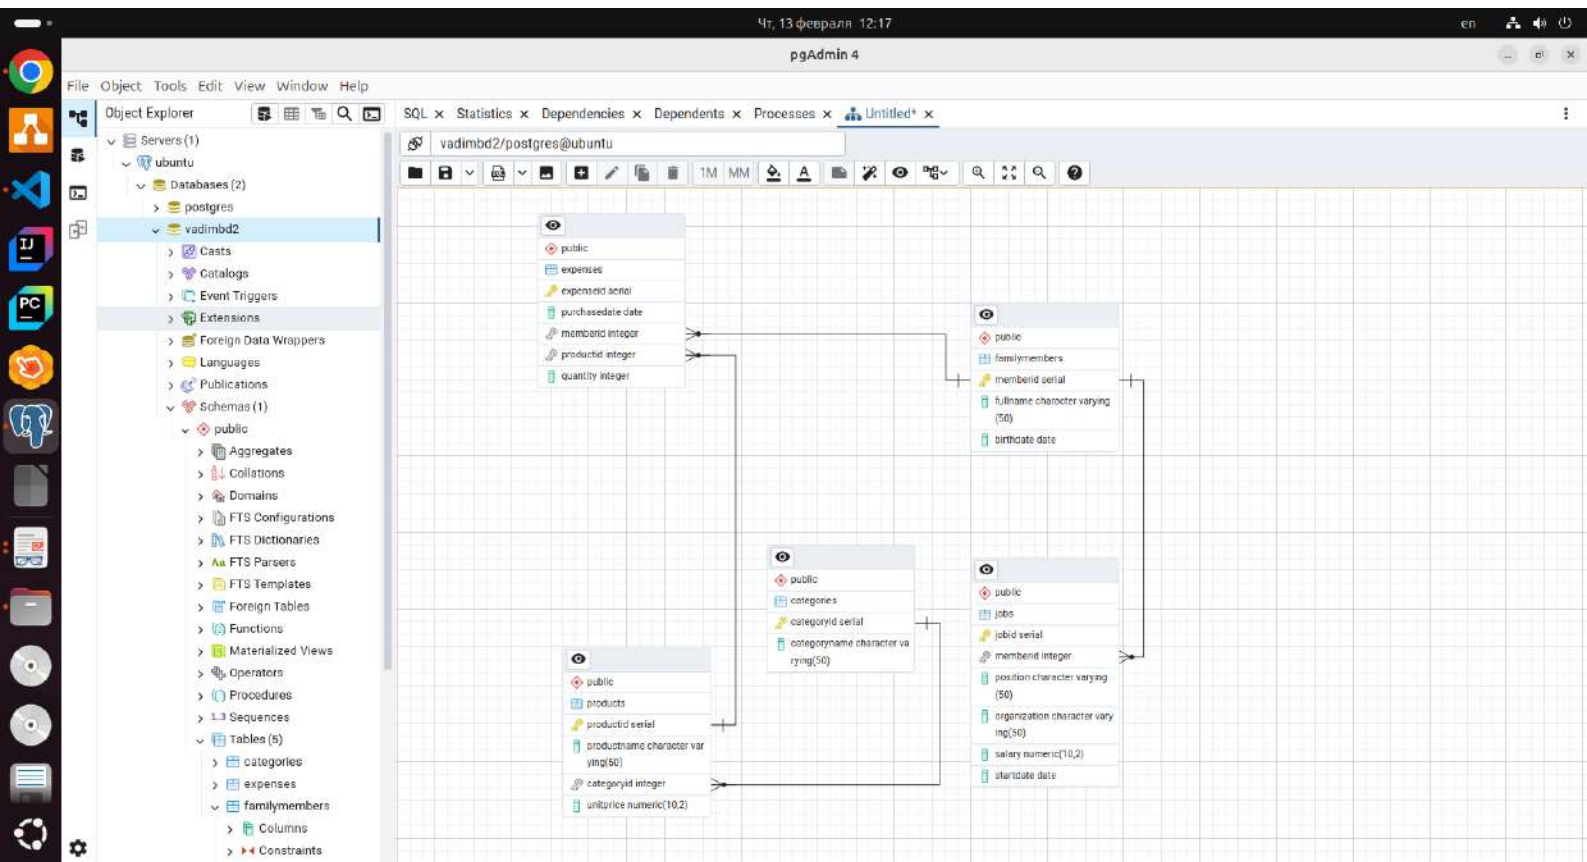 Чт, 13 февраля 12:17
en
pgAdmin 4
File Object Tools Edit View Window Help
Object Explorer
SQL Statistics Dependencies Dependents Processes Untitled*
Servers (1)
vadimbd2/postgres@ubuntu
ubuntu
1M MM
Databases (2)
postgres
vadimbd2
Casts
Catalogs
Event Triggers
Extensions
Foreign Data Wrappers
Languages
Publications
Schemas (1)
public
Aggregates
Collations
Domains
FTS Configurations
FTS Dictionaries
Aa FTS Parsers
FTS Templates
Foreign Tables
Functions
Materialized Views
Operators
Procedures
1..3 Sequences
Tables (5)
categories
expenses
familymembers
Columns
Constraints
IJ
PC
public
expenses
expenseid serial
purchasedate date
memberid integer
productid integer
quantity integer
public
familymembers
memberid serial
fullname character varying
(50)
birthdate date
public
categories
categoryid serial
categoryname character va
rying(50)
public
jobs
jobid serial
memberid integer
position character varying
(50)
organization character vary
ing(50)
salary numeric(10,2)
startdate date
public
products
productid serial
productname character var
ying(50)
categoryid integer
unitprice numeric(10,2)